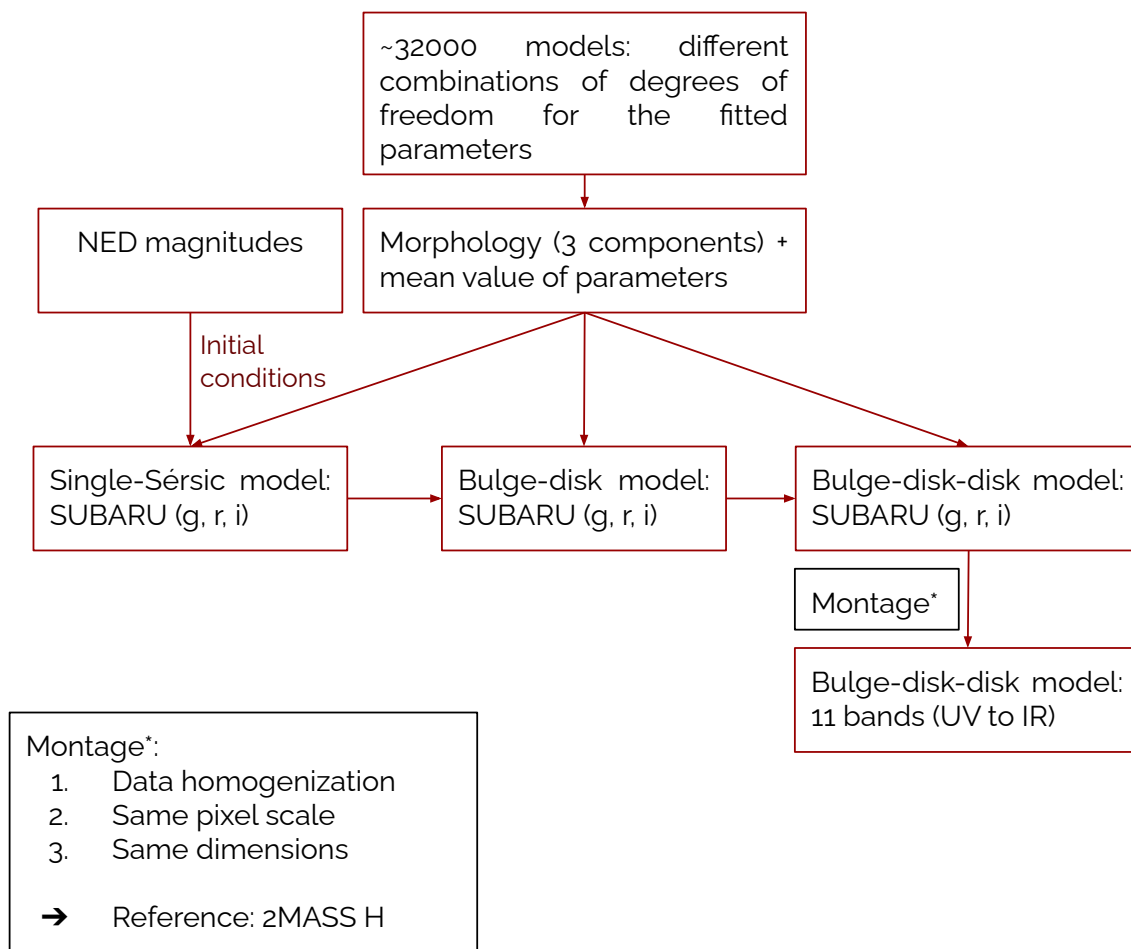 ~32000 models: different
combinations of degrees of
freedom for the fitted
parameters
NED magnitudes
Morphology (3 components) +
mean value of parameters
Initial
conditions
Single-Sérsic model:
SUBARU (g, r, i)
Bulge-disk model:
SUBARU (g, r, i)
Bulge-disk-disk model:
SUBARU (g, r, i)
Montage*
Bulge-disk-disk model:
11 bands (UV to IR)
Montage*:
1. Data homogenization
2. Same pixel scale
3. Same dimensions
➔ Reference: 2MASS H